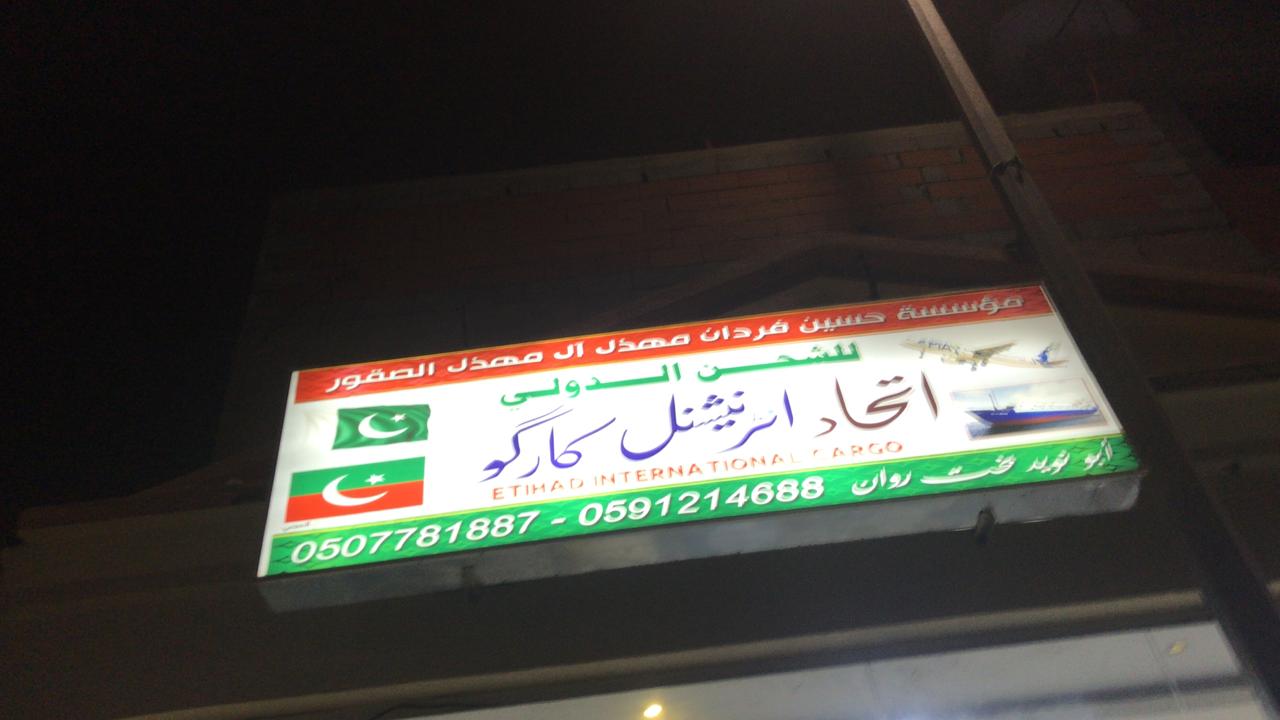 مؤسسة حسين فردان مهذل آل مهذل الصقور
للشحن الدولي
اتحاد انٹرنیشنل کارگو
ETIHAD INTERNATIONAL CARGO
أبو نوید تخت روان
0507781887 - 0591214688